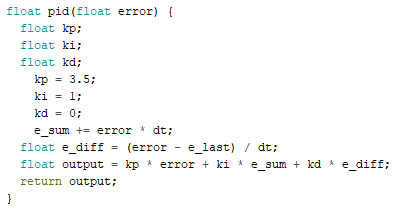 float pid(float error) {
  float kp;
  float ki;
  float kd;
    kp = 3.5;
    ki = 1;
    kd = 0;
    e_sum += error * dt;
  float e_diff = (error - e_last) / dt;
  float output = kp * error + ki * e_sum + kd * e_diff;
  return output;
}